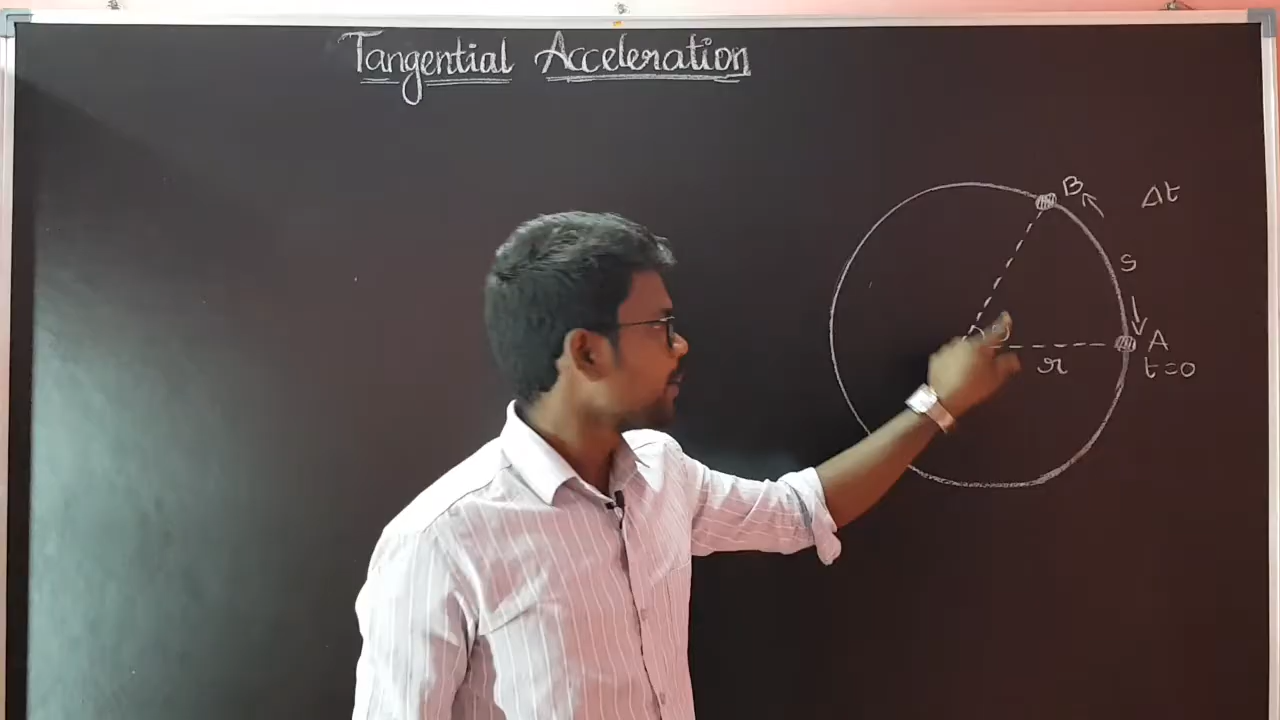 Tangential Acceleration
B
Δt
S
A
r
t=0